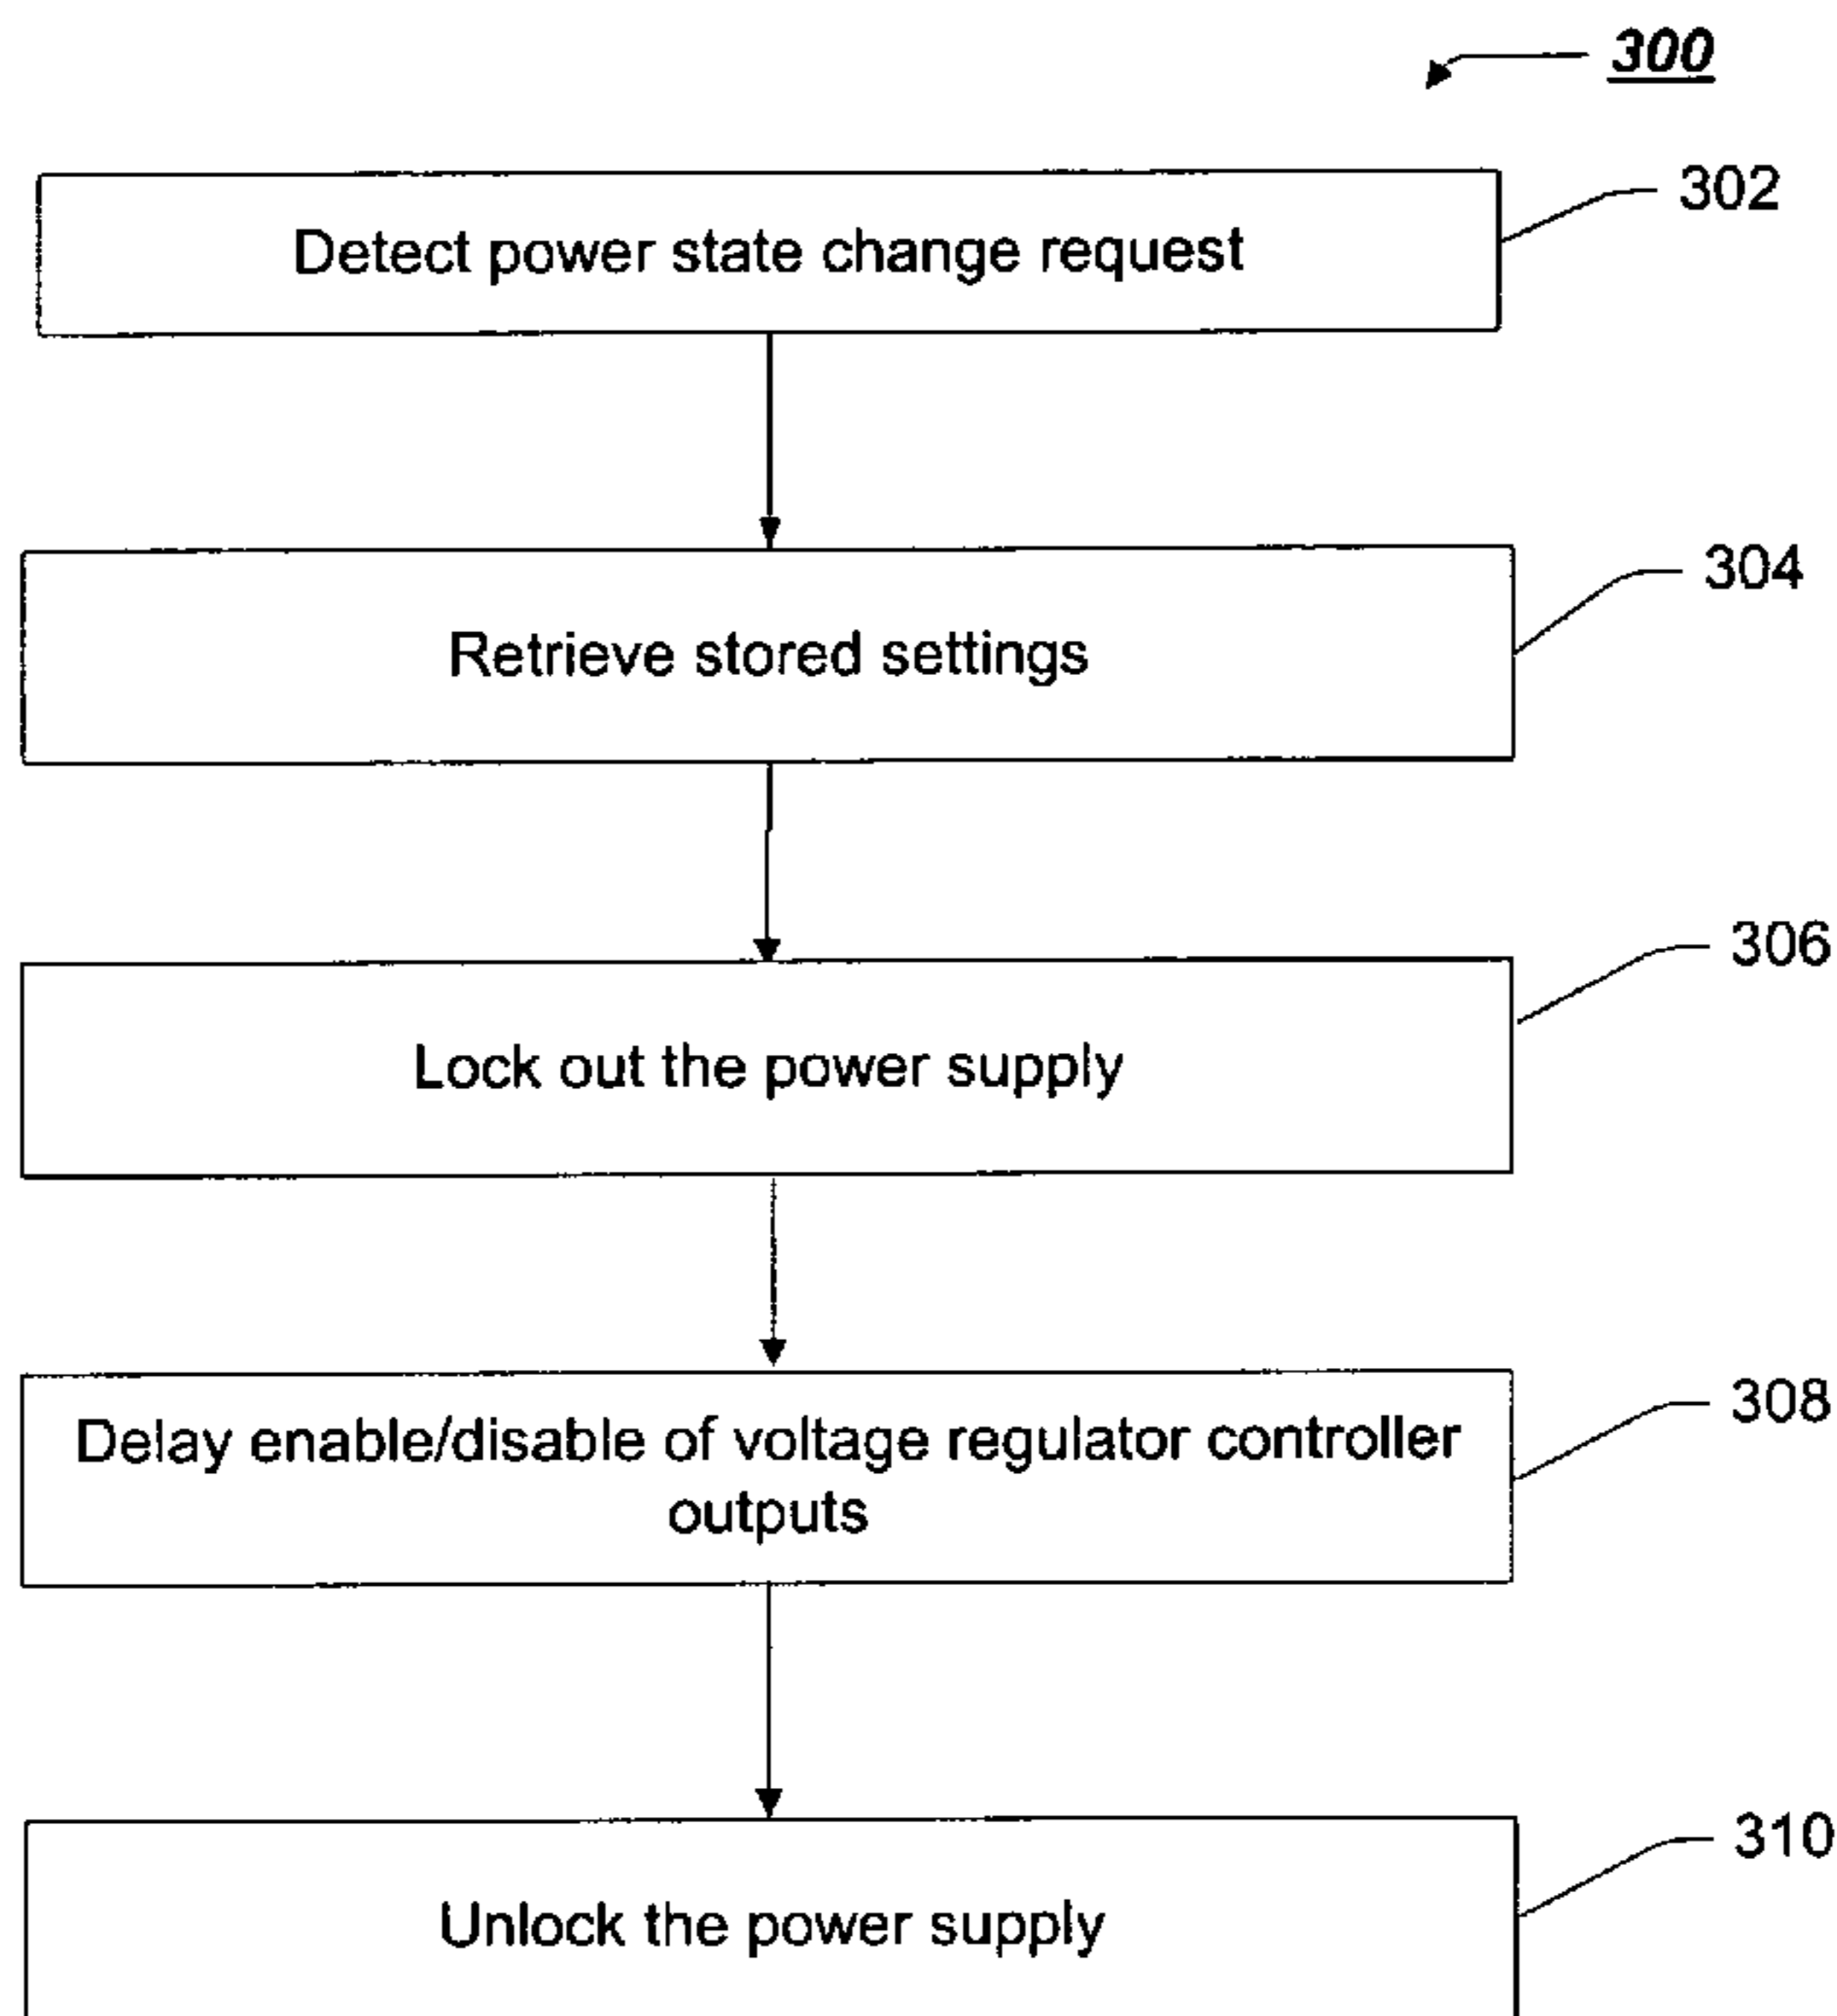 300
302
Detect power state change request
304
Retrieve stored settings
306
Lock out the power supply
308
Delay enable/disable of voltage regulator controller
outputs
310
Unlock the power supply